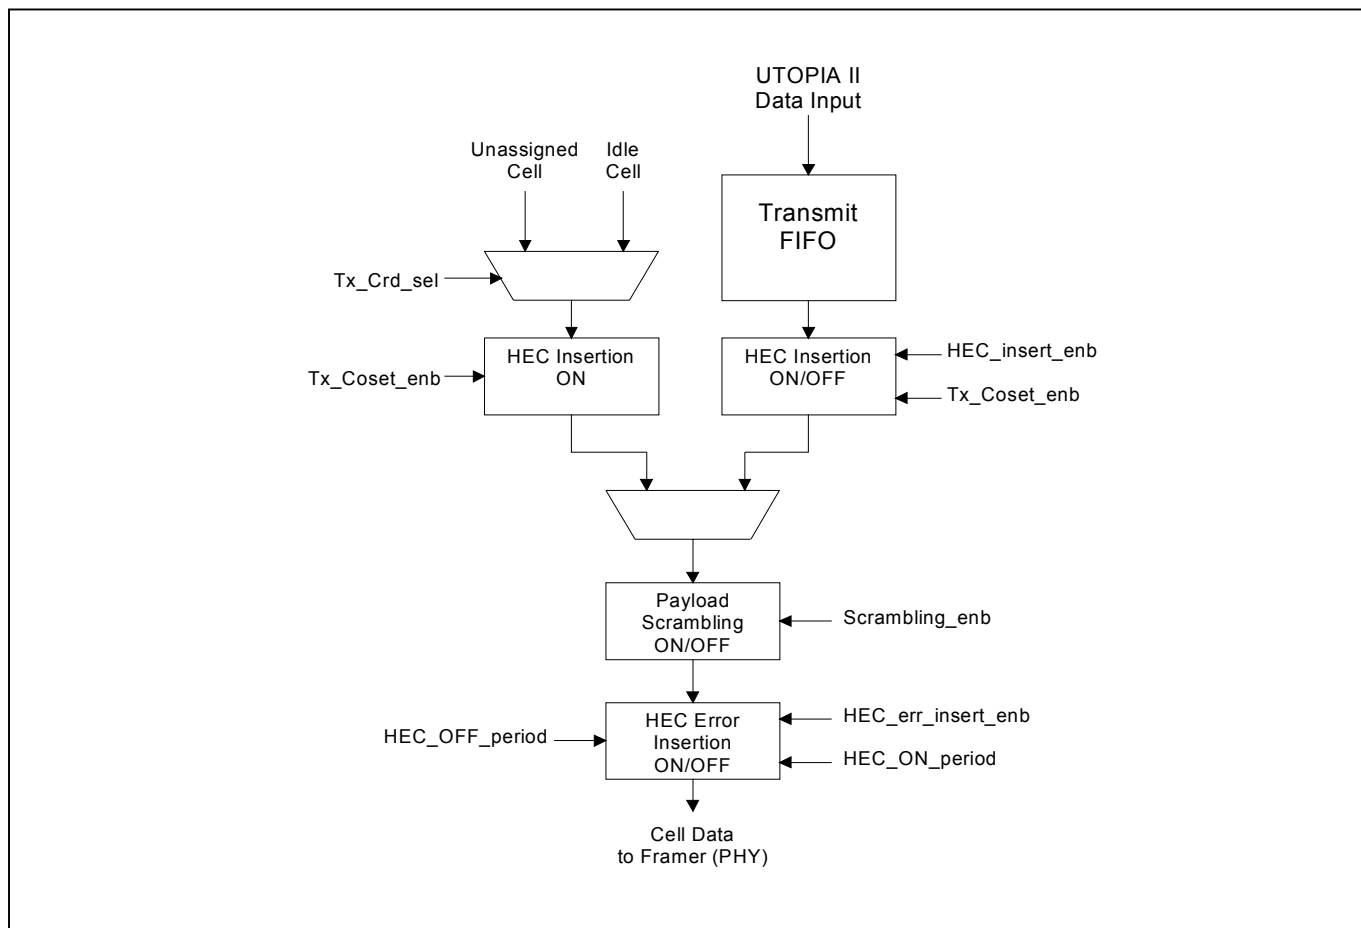 UTOPIA II
Data Input
Unassigned
Cell
Idle
Cell
Transmit
FIFO
Tx_Crd_sel
HEC Insertion
ON
Tx_Coset_enb
HEC Insertion
ON/OFF
HEC_insert_enb
Tx_Coset_enb
Payload
Scrambling
ON/OFF
Scrambling_enb
HEC_OFF_period
HEC Error
Insertion
ON/OFF
HEC_err_insert_enb
HEC_ON_period
Cell Data
to Framer (PHY)